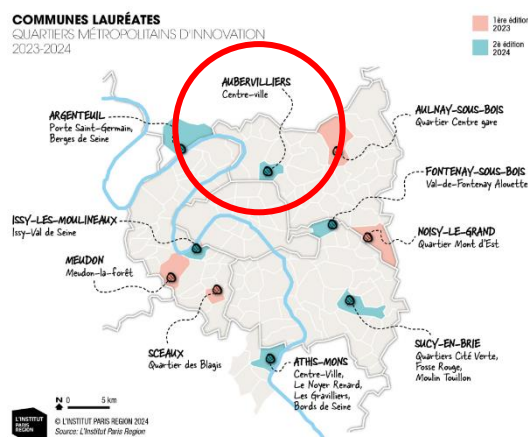 COMMUNES LAURÉATES
QUARTIERS MÉTROPOLITAINS D'INNOVATION
2023-2024
1ère édition
2023
2è édition
2024
AUBERVILLIERS
Centre-ville
ARGENTEUIL
Porte Saint-Germain,
Berges de Seine
AULNAY-SOUS-BOIS
Quartier Centre gare
FONTENAY-SOUS-BOIS
Val-de-Fontenay Alouette
ISSY-LES-MOULINEAUX
Issy-Val de Seine
NOISY-LE-GRAND
Quartier Mont d'Est
MEUDON
Meudon-la-forêt
SCEAUX
Quartier des Blagis
ATHIS-MONS
Centre-Ville,
Le Noyer Renard,
Les Gravilliers,
Bords de Seine
SUCY-EN-BRIE
Quartiers Cité Verte,
Fosse Rouge,
Moulin Touillon
N 0 5 km
L'INSTITUT
PARIS
REGION
© L'INSTITUT PARIS REGION 2024
Source: L'Institut Paris Region